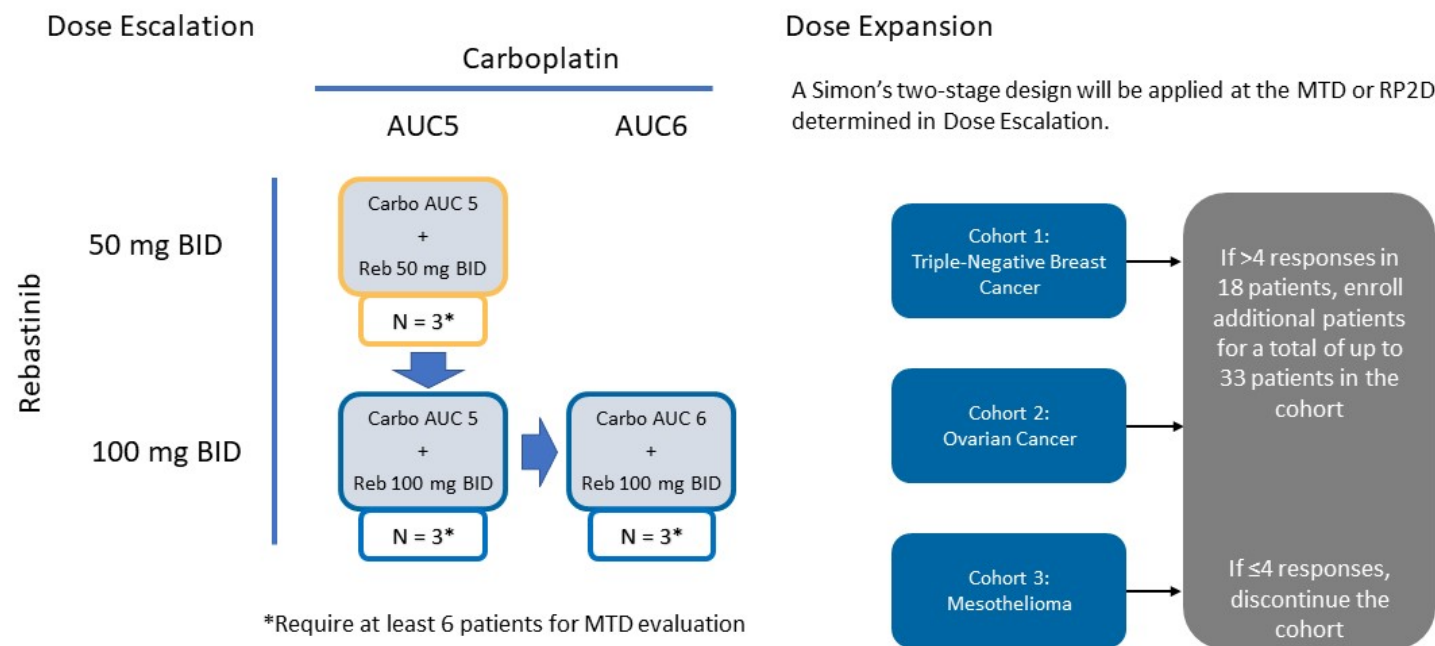 Dose Escalation
Carboplatin
AUC5
AUC6
Rebastinib
50 mg BID
Carbo AUC 5
+
Reb 50 mg BID
N = 3*
100 mg BID
Carbo AUC 5
+
Reb 100 mg BID
N = 3*
Carbo AUC 6
+
Reb 100 mg BID
N = 3*
*Require at least 6 patients for MTD evaluation
Dose Expansion
A Simon's two-stage design will be applied at the MTD or RP2D
determined in Dose Escalation.
Cohort 1:
Triple-Negative Breast
Cancer
Cohort 2:
Ovarian Cancer
Cohort 3:
Mesothelioma
If >4 responses in
18 patients, enroll
additional patients
for a total of up to
33 patients in the
cohort
If ≤4 responses,
discontinue the
cohort